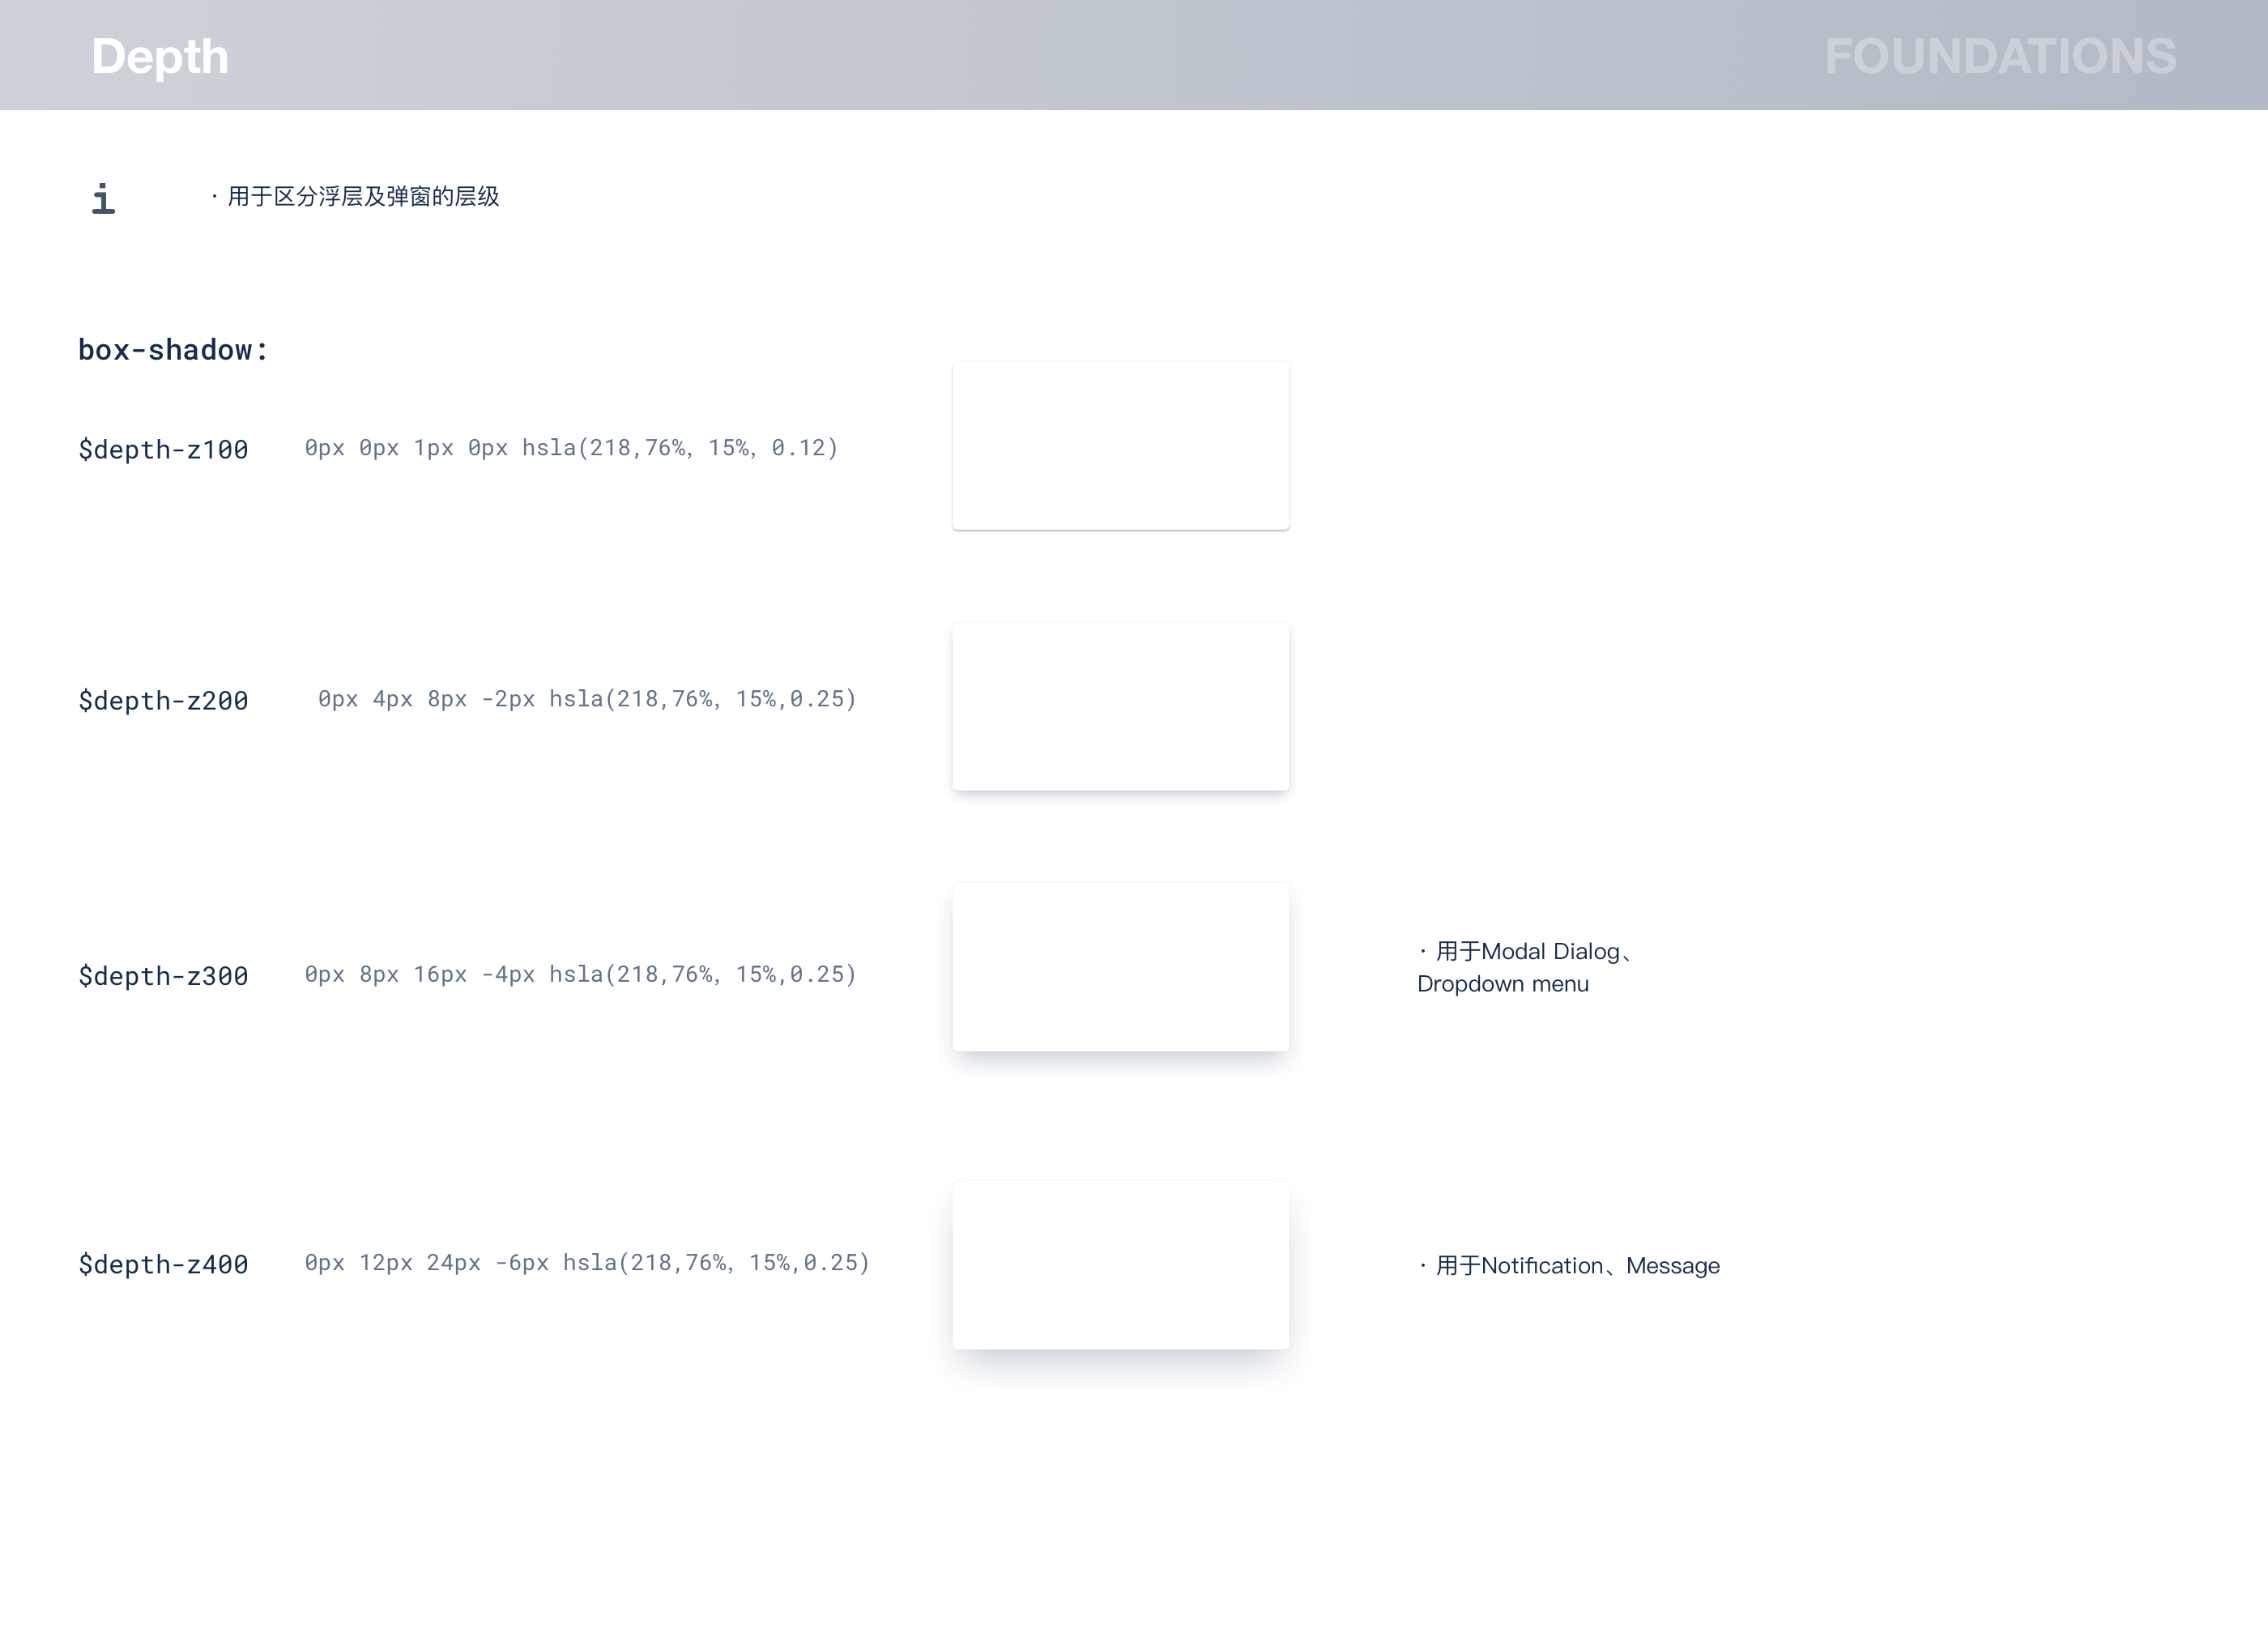 Depth
FOUNDATIONS
i
· 用于区分浮层及弹窗的层级
box-shadow:
$depth-z100
0px 0px 1px 0px hsla(218,76%, 15%, 0.12)
$depth-z200
0px 4px 8px -2px hsla(218,76%, 15%,0.25)
$depth-z300
0px 8px 16px -4px hsla(218,76%, 15%,0.25)
· 用于Modal Dialog、
Dropdown menu
$depth-z400
0px 12px 24px -6px hsla(218,76%, 15%,0.25)
· 用于Notification、Message